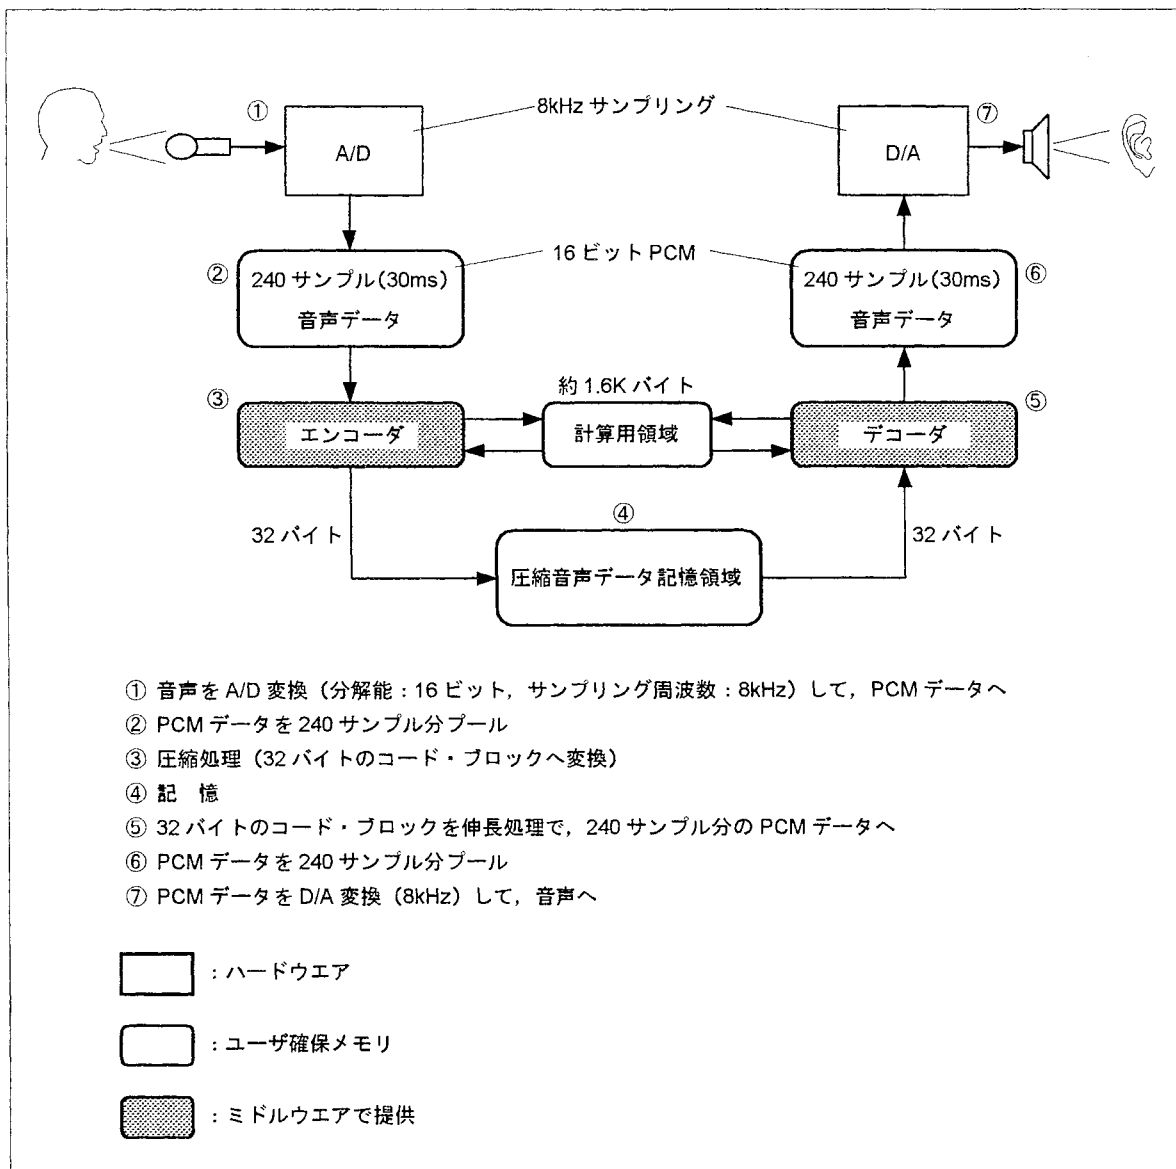 ① A/D
8kHz サンプリング
D/A ⑦
② 240 サンプル(30ms)
音声データ
16 ビット PCM
240 サンプル(30ms) ⑥
音声データ
③ エンコーダ
約 1.6K バイト
計算用領域
デコーダ ⑤
32 バイト
④
圧縮音声データ記憶領域
32 バイト
① 音声を A/D 変換(分解能:16 ビット,サンプリング周波数:8kHz)して,PCM データへ
② PCM データを 240 サンプル分プール
③ 圧縮処理(32 バイトのコード・ブロックへ変換)
④ 記 憶
⑤ 32 バイトのコード・ブロックを伸長処理で,240 サンプル分の PCM データへ
⑥ PCM データを 240 サンプル分プール
⑦ PCM データを D/A 変換(8kHz)して,音声へ
:ハードウエア
:ユーザ確保メモリ
:ミドルウエアで提供